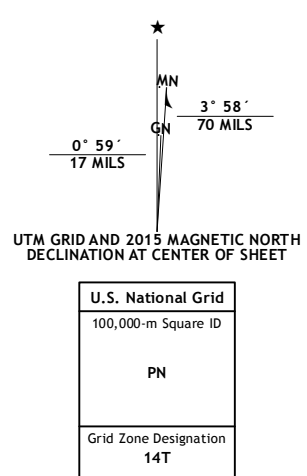 ★
MN
3° 58´
70 MILS
GN
0° 59´
17 MILS
UTM GRID AND 2015 MAGNETIC NORTH
DECLINATION AT CENTER OF SHEET
U.S. National Grid
100,000-m Square ID
PN
Grid Zone Designation
14T